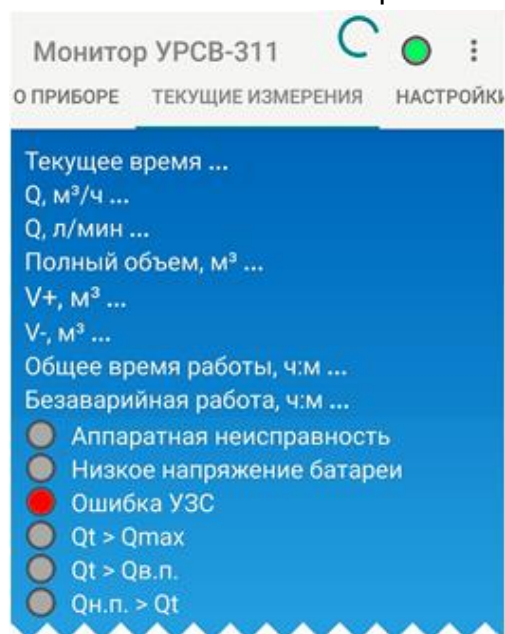 Монитор УРСВ-311
О ПРИБОРЕ ТЕКУЩИЕ ИЗМЕРЕНИЯ НАСТРОЙКИ
Текущее время ...
Q, м³/ч ...
Q, л/мин ...
Полный объем, м³ ...
V+, м³ ...
V-, м³ ...
Общее время работы, ч:м ...
Безаварийная работа, ч:м ...
Аппаратная неисправность
Низкое напряжение батареи
Ошибка УЗС
Qt > Qmax
Qt > Qв.п.
Qн.п. > Qt